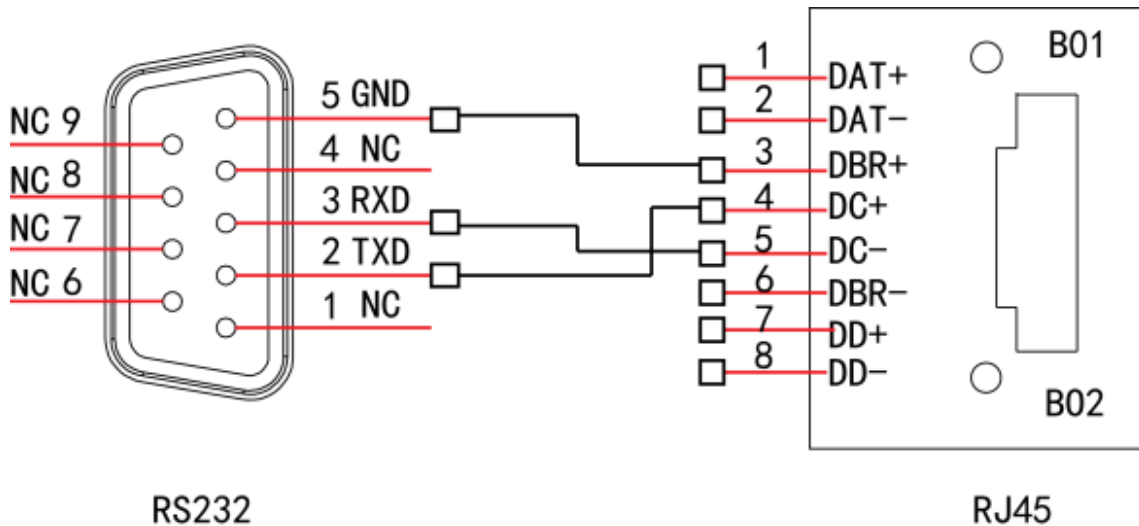 NC 9
NC 8
NC 7
NC 6
5 GND
4 NC
3 RXD
2 TXD
1 NC
1 DAT+
2 DAT-
3 DBR+
4 DC+
5 DC-
6 DBR-
7 DD+
8 DD-
B01
B02
RS232
RJ45